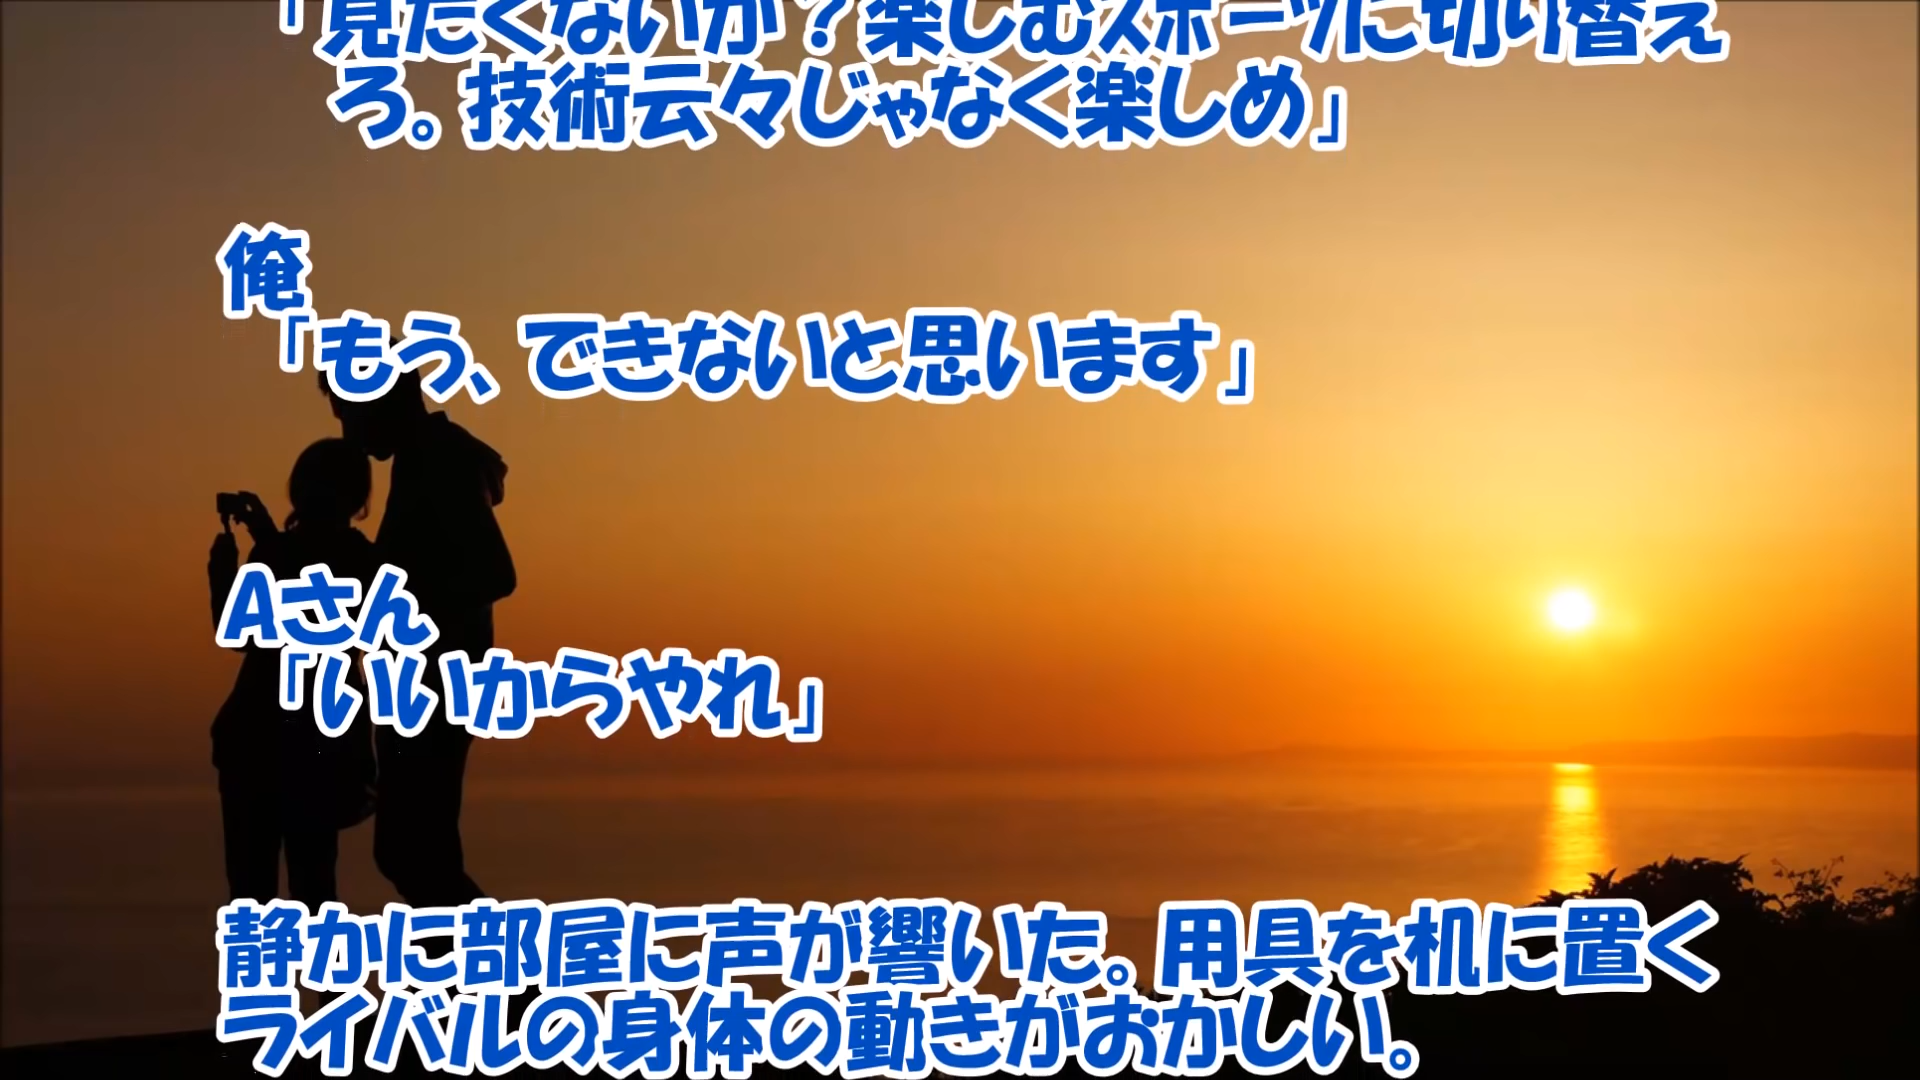 「見たくないか？楽しむスポーツに切り替え
ろ。技術云々じゃなく楽しめ」
俺
「もう、できないと思います」
Aさん
「いいからやれ」
静かに部屋に声が響いた。用具を机に置く
ライバルの身体の動きがおかしい。